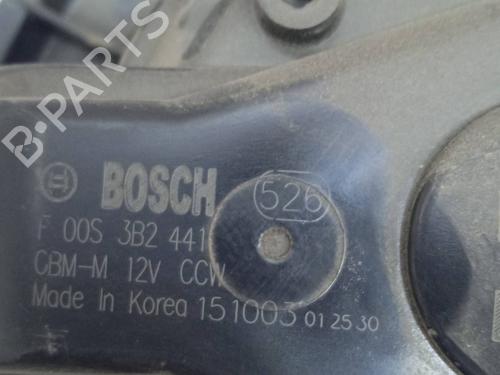 B-PARTS
BOSCH 526
F 00S 3B2 441
CBM-M 12V CCW
Made In Korea 151003 01 25 30